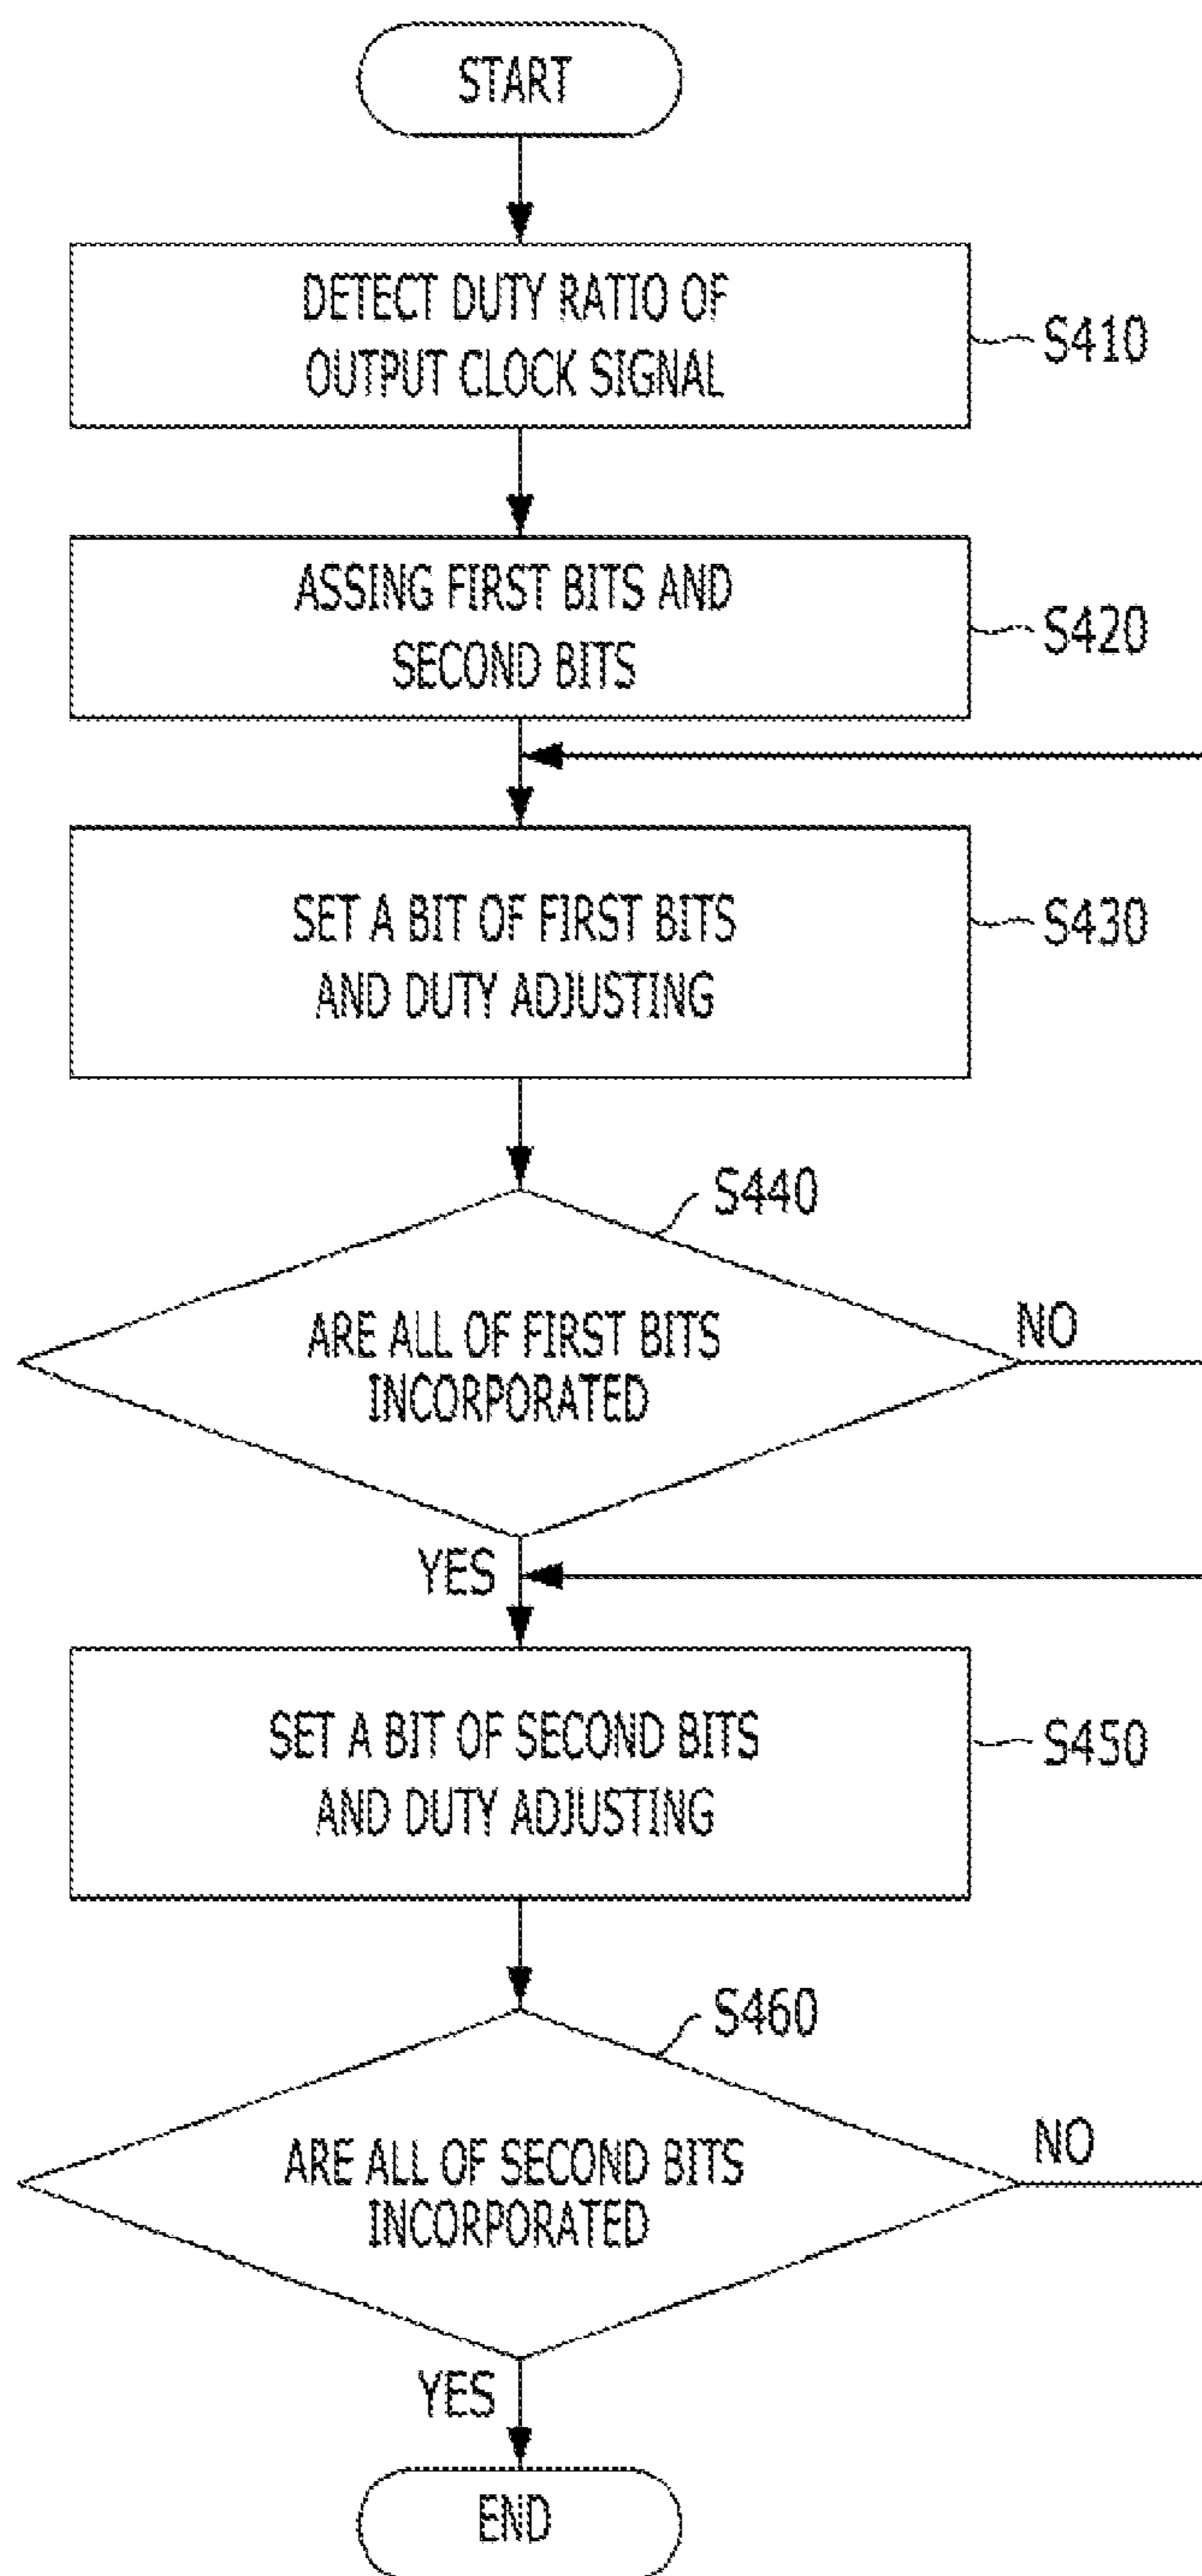 START
DETECT DUTY RATIO OF
OUTPUT CLOCK SIGNAL
S410
ASSING FIRST BITS AND
SECOND BITS
S420
SET A BIT OF FIRST BITS
AND DUTY ADJUSTING
S430
S440
ARE ALL OF FIRST BITS
INCORPORATED
NO
YES
SET A BIT OF SECOND BITS
AND DUTY ADJUSTING
S450
S460
ARE ALL OF SECOND BITS
INCORPORATED
NO
YES
END